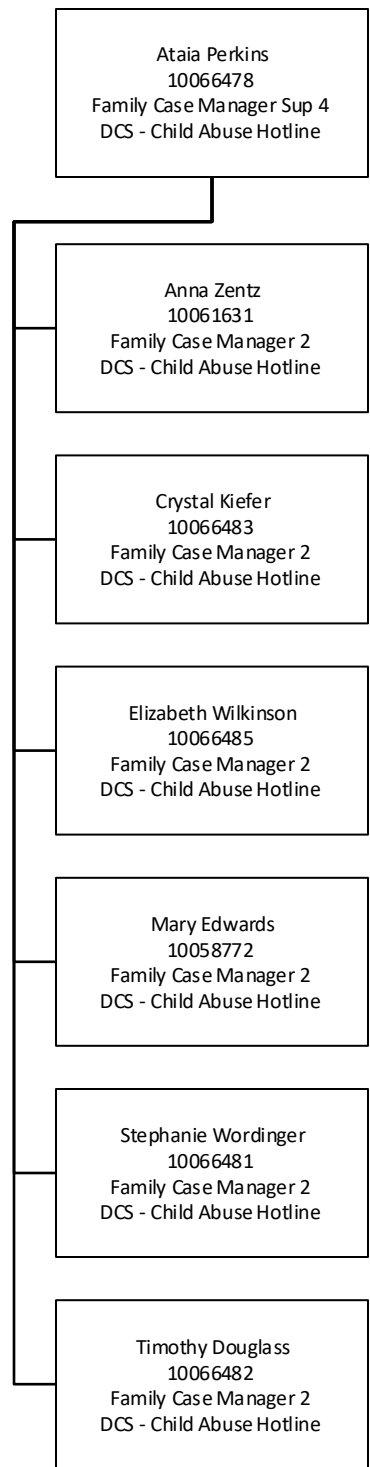 Ataia Perkins
10066478
Family Case Manager Sup 4
DCS - Child Abuse Hotline
Anna Zentz
10061631
Family Case Manager 2
DCS - Child Abuse Hotline
Crystal Kiefer
10066483
Family Case Manager 2
DCS - Child Abuse Hotline
Elizabeth Wilkinson
10066485
Family Case Manager 2
DCS - Child Abuse Hotline
Mary Edwards
10058772
Family Case Manager 2
DCS - Child Abuse Hotline
Stephanie Wordinger
10066481
Family Case Manager 2
DCS - Child Abuse Hotline
Timothy Douglass
10066482
Family Case Manager 2
DCS - Child Abuse Hotline